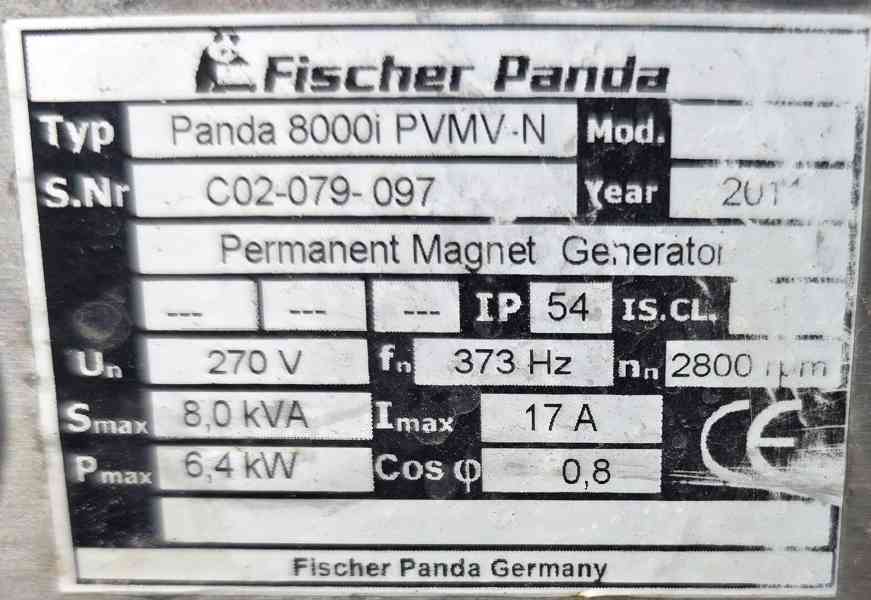 Fischer Panda
Typ Panda 8000i PVMV-N Mod.
S.Nr C02-079-097 Year
Permanent Magnet Generator
--- --- --- IP 54 IS.CL.
Un 270 V fn 373 Hz nn 2800 rpm
Smax 8,0 kVA Imax 17 A CE
Pmax 6,4 kW Cos φ 0,8
Fischer Panda Germany